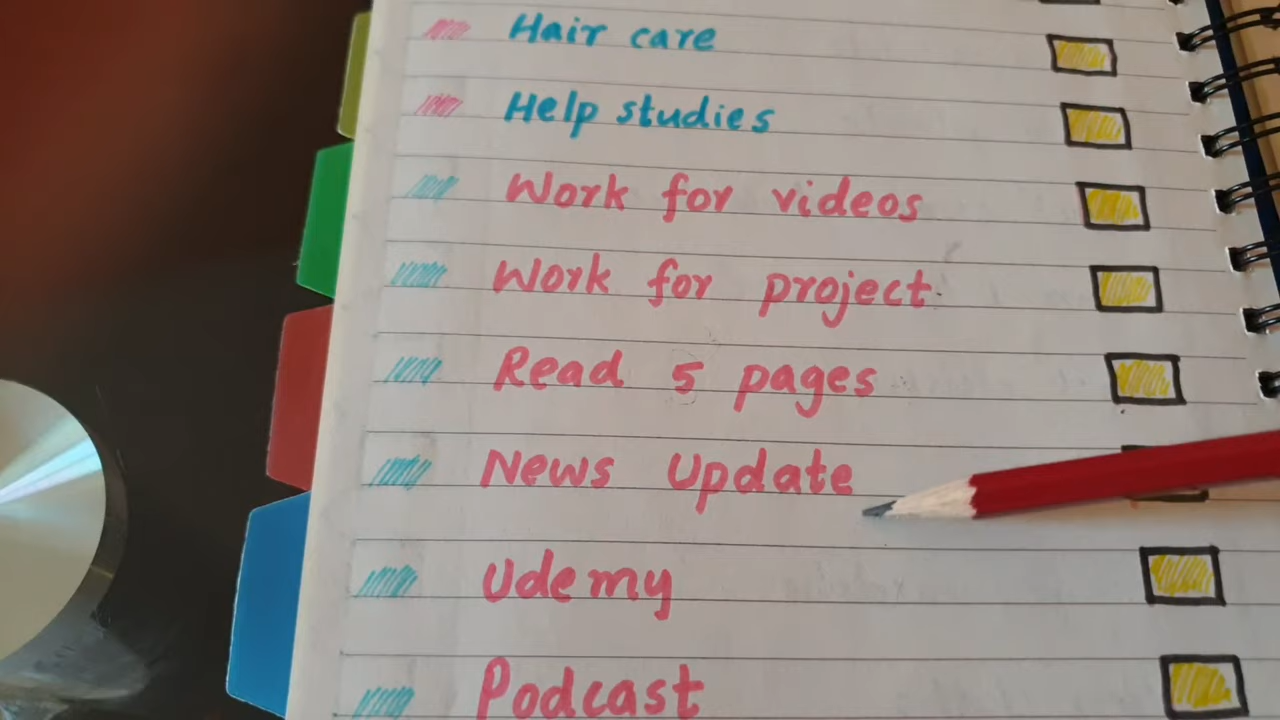 Hair care
Help studies
Work for videos
Work for project
Read 5 pages
News Update
Udemy
Podcast